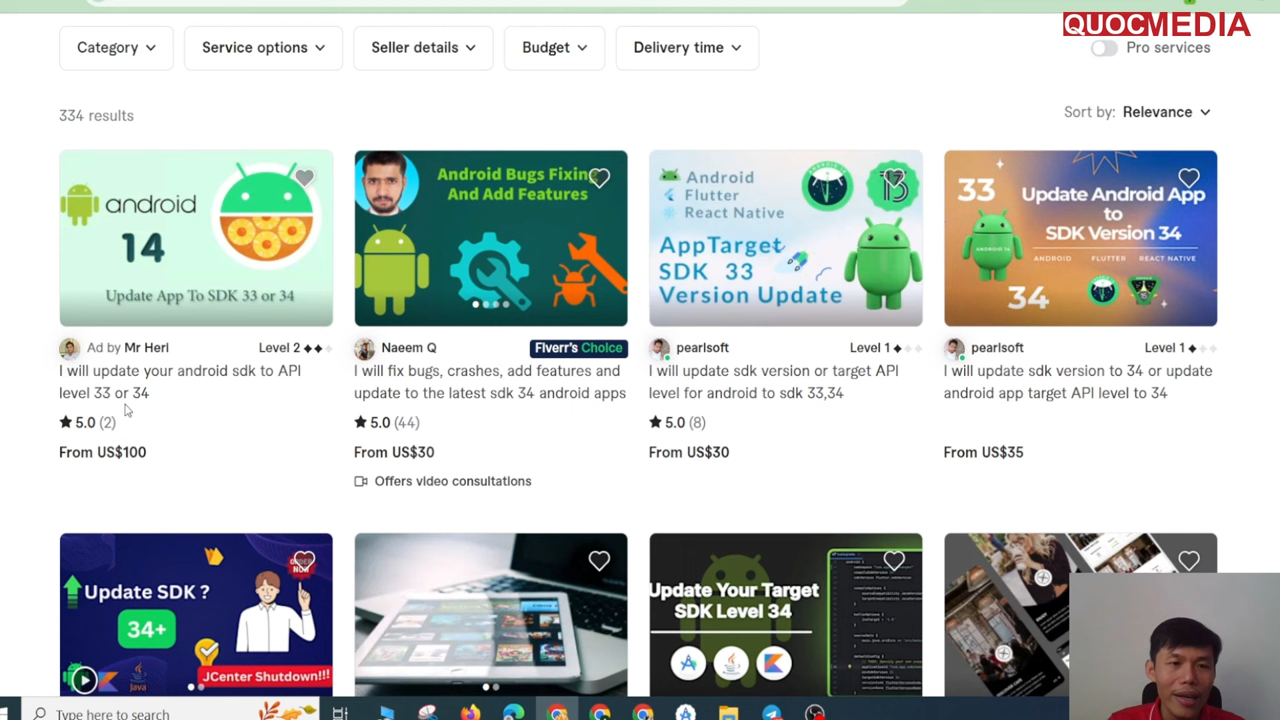 QUOCMEDIA
Category
Service options
Seller details
Budget
Delivery time
Pro services
334 results
Sort by: Relevance
android
14
Update App To SDK 33 or 34
Android Bugs Fixing
And Add Features
Android
Flutter
React Native
13
AppTarget
SDK 33
Version Update
33
Update Android App
to
SDK Version 34
ANDROID FLUTTER REACT NATIVE
ANDROID 14
34
Ad by Mr Herl
Level 2
I will update your android sdk to API
level 33 or 34
5.0 (2)
From US$100
Naeem Q
Fiverr's Choice
I will fix bugs, crashes, add features and
update to the latest sdk 34 android apps
5.0 (44)
From US$30
Offers video consultations
pearlsoft
Level 1
I will update sdk version or target API
level for android to sdk 33,34
5.0 (8)
From US$30
pearlsoft
Level 1
I will update sdk version to 34 or update
android app target API level to 34
From US$35
Update SDK ?
34+
ORDER
NOW
Java
JCenter Shutdown!!!
Update Your Target
SDK Level 34
Type here to search